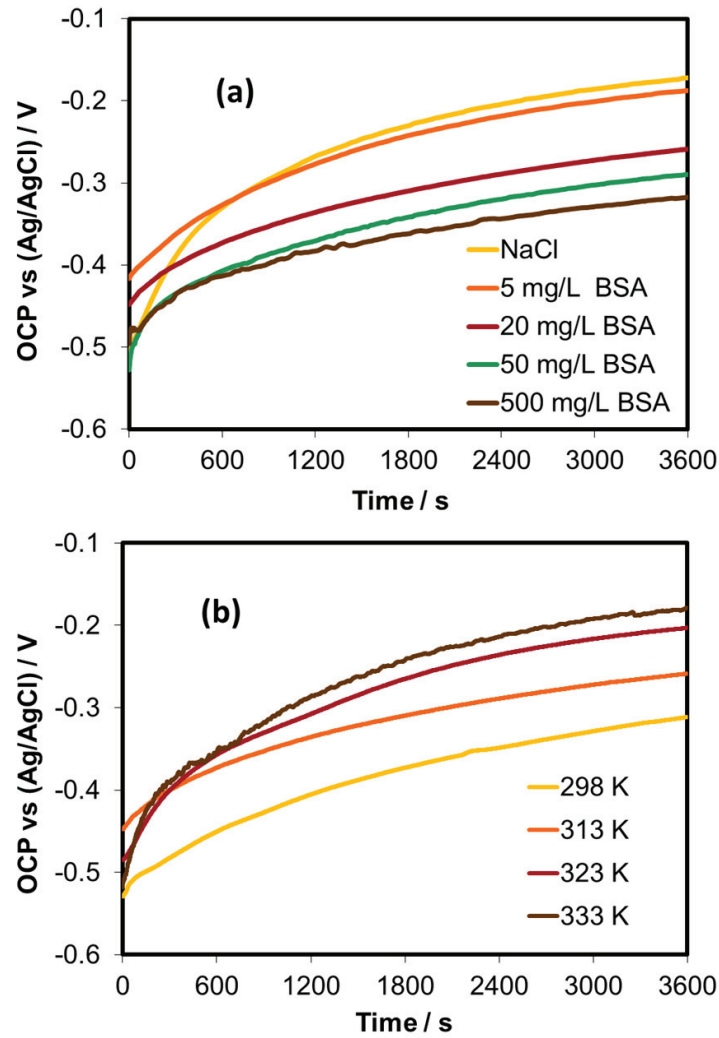 -0.1
(a)
-0.2
-0.3
-0.4
-0.5
-0.6
OCP vs (Ag/AgCl) / V
NaCl
5 mg/L BSA
20 mg/L BSA
50 mg/L BSA
500 mg/L BSA
0 600 1200 1800 2400 3000 3600
Time / s
-0.1
(b)
-0.2
-0.3
-0.4
-0.5
-0.6
OCP vs (Ag/AgCl) / V
298 K
313 K
323 K
333 K
0 600 1200 1800 2400 3000 3600
Time / s